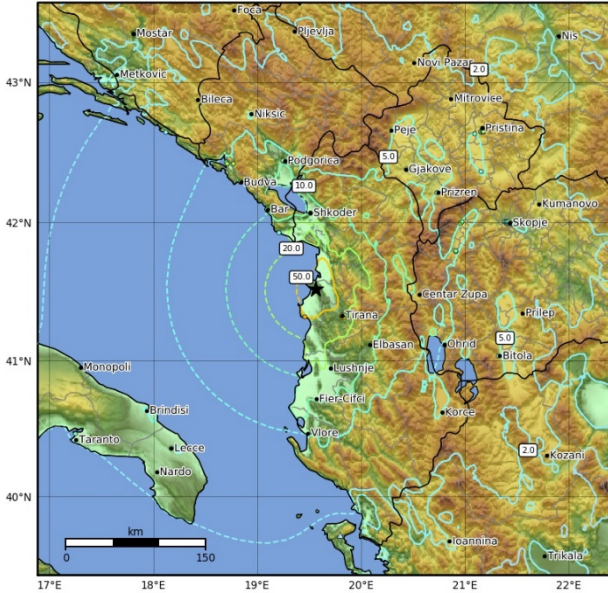 Foca
Mostar
Pljevlja
Nis
43°N
Metkovic
Novi Pazar
2.0
Bileca
Mitrovice
Niksic
Peje
Pristina
Podgorica
5.0
Gjakove
Budva
10.0
Prizren
Bar
Shkoder
Kumanovo
42°N
Skopje
20.0
50.0
Centar Zupa
Tirana
Prilep
Elbasan
Ohrid
5.0
Bitola
41°N
Monopoli
Lushnje
Brindisi
Fier-Cifci
Korce
Taranto
Lecce
Vlore
2.0
Kozani
Nardo
40°N
km
0
150
Ioannina
Trikala
17°E
18°E
19°E
20°E
21°E
22°E